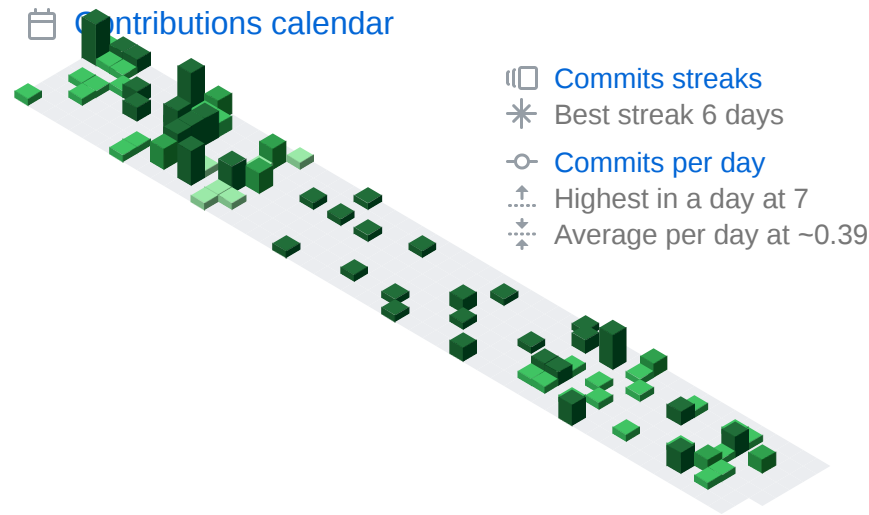 Contributions calendar
Commits streaks
Best streak 6 days
Commits per day
Highest in a day at 7
Average per day at ~0.39